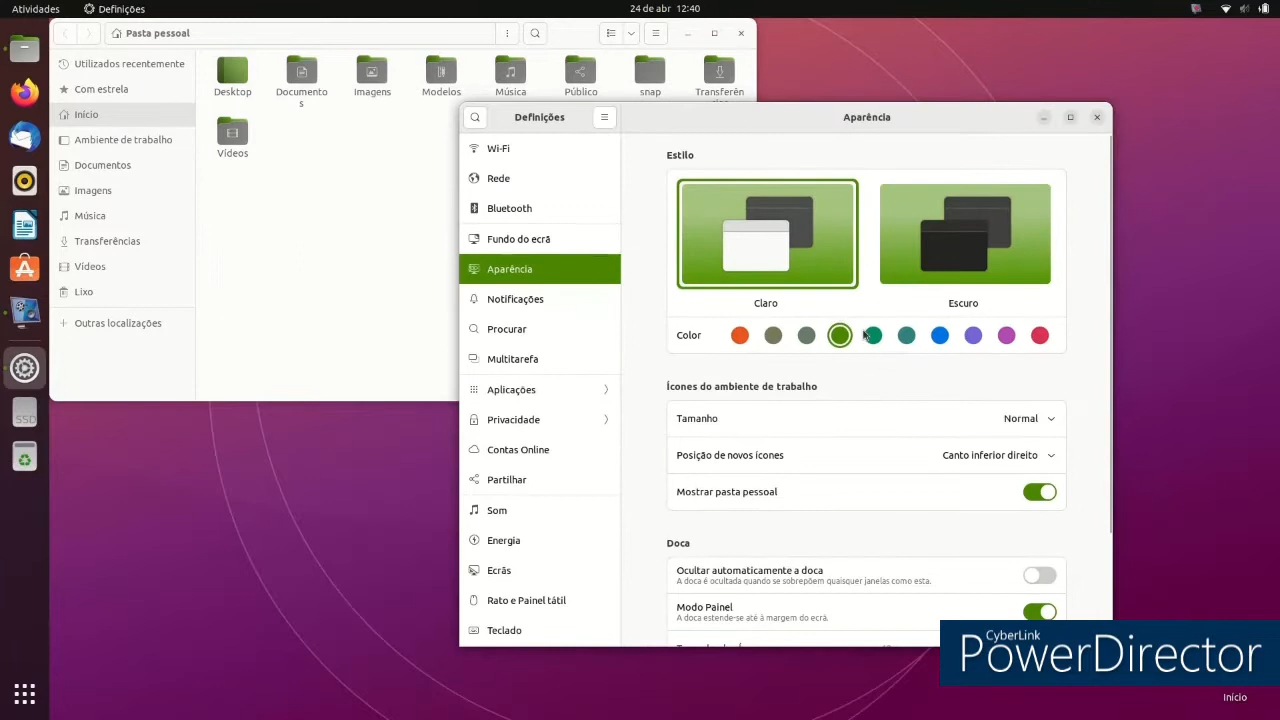 Atividades
Definições
24 de abr 12:40
Pasta pessoal
Utilizados recentemente
Com estrela
Início
Ambiente de trabalho
Documentos
Imagens
Música
Transferências
Vídeos
Lixo
Outras localizações
Desktop
Documento
s
Imagens
Modelos
Música
Público
snap
Transferên
Vídeos
Definições
Aparência
Wi-Fi
Rede
Bluetooth
Fundo do ecrã
Aparência
Notificações
Procurar
Multitarefa
Aplicações
Privacidade
Contas Online
Partilhar
Som
Energia
Ecrãs
Rato e Painel tátil
Teclado
Estilo
Claro
Escuro
Color
Ícones do ambiente de trabalho
Tamanho
Normal
Posição de novos ícones
Canto inferior direito
Mostrar pasta pessoal
Doca
Ocultar automaticamente a doca
A doca é ocultada quando se sobrepõem quaisquer janelas como esta.
Modo Painel
A doca estende-se até à margem do ecrã.
SSD
CyberLink
PowerDirector
Início